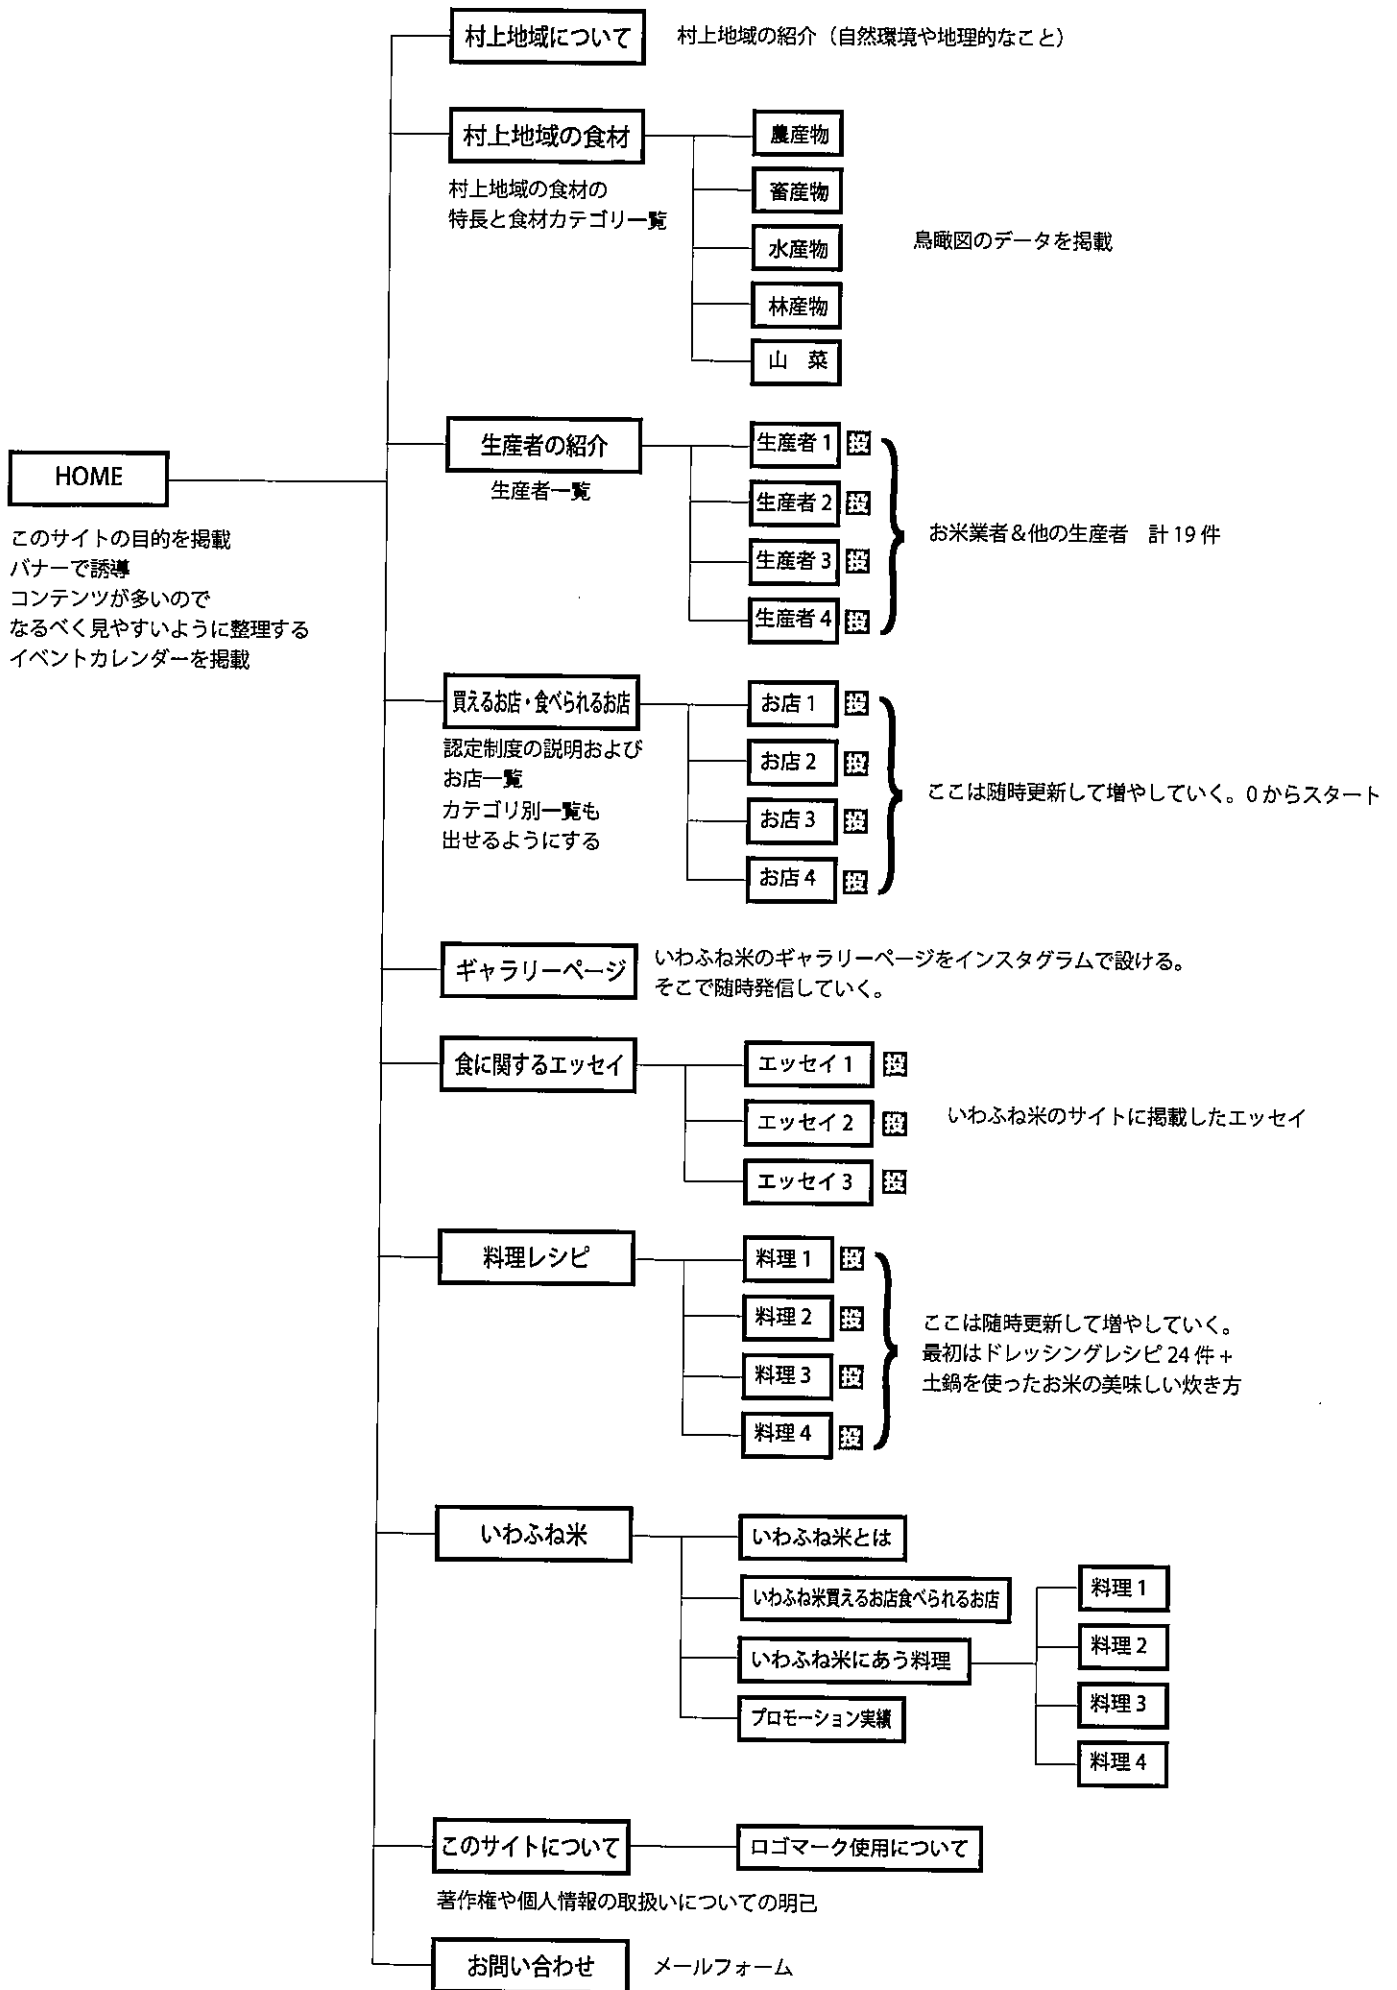 村上地域について
村上地域の紹介（自然環境や地理的なこと）
村上地域の食材
村上地域の食材の
特長と食材カテゴリ一覧
農産物
畜産物
水産物
林産物
山　菜
鳥瞰図のデータを掲載
HOME
このサイトの目的を掲載
バナーで誘導
コンテンツが多いので
なるべく見やすいように整理する
イベントカレンダーを掲載
生産者の紹介
生産者一覧
生産者 1 投
生産者 2 投
生産者 3 投
生産者 4 投
お米業者＆他の生産者　計 19 件
買えるお店・食べられるお店
認定制度の説明および
お店一覧
カテゴリ別一覧も
出せるようにする
お店 1 投
お店 2 投
お店 3 投
お店 4 投
ここは随時更新して増やしていく。0 からスタート
ギャラリーページ
いわふね米のギャラリーページをインスタグラムで設ける。
そこで随時発信していく。
食に関するエッセイ
エッセイ 1 投
エッセイ 2 投
エッセイ 3 投
いわふね米のサイトに掲載したエッセイ
料理レシピ
料理 1 投
料理 2 投
料理 3 投
料理 4 投
ここは随時更新して増やしていく。
最初はドレッシングレシピ 24 件＋
土鍋を使ったお米の美味しい炊き方
いわふね米
いわふね米とは
いわふね米買えるお店食べられるお店
いわふね米にあう料理
プロモーション実績
料理 1
料理 2
料理 3
料理 4
このサイトについて
ロゴマーク使用について
著作権や個人情報の取扱いについての明己
お問い合わせ
メールフォーム